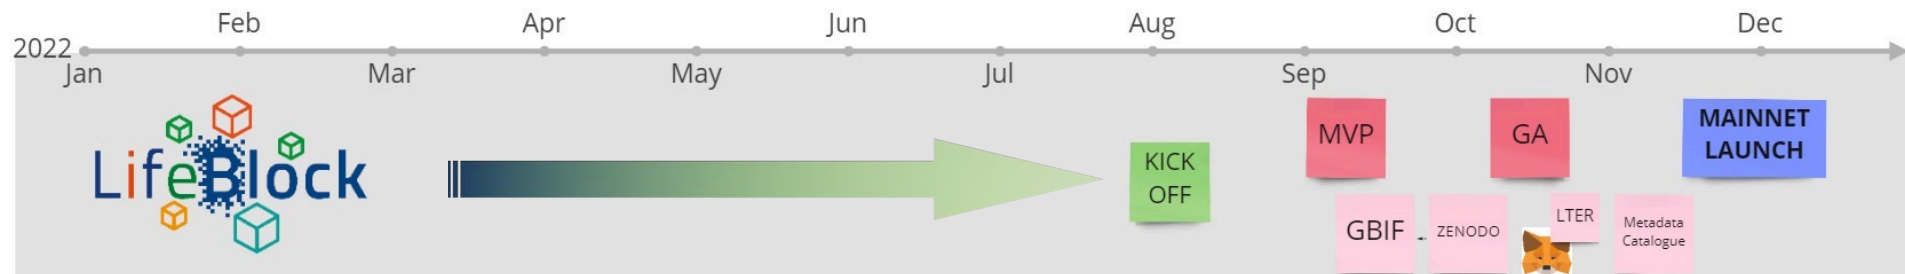 Feb Apr Jun Aug Oct Dec
2022
Jan Mar May Jul Sep Nov
LifeBlock
KICK
OFF
MVP
GA
MAINNET
LAUNCH
GBIF
ZENODO
LTER
Metadata
Catalogue